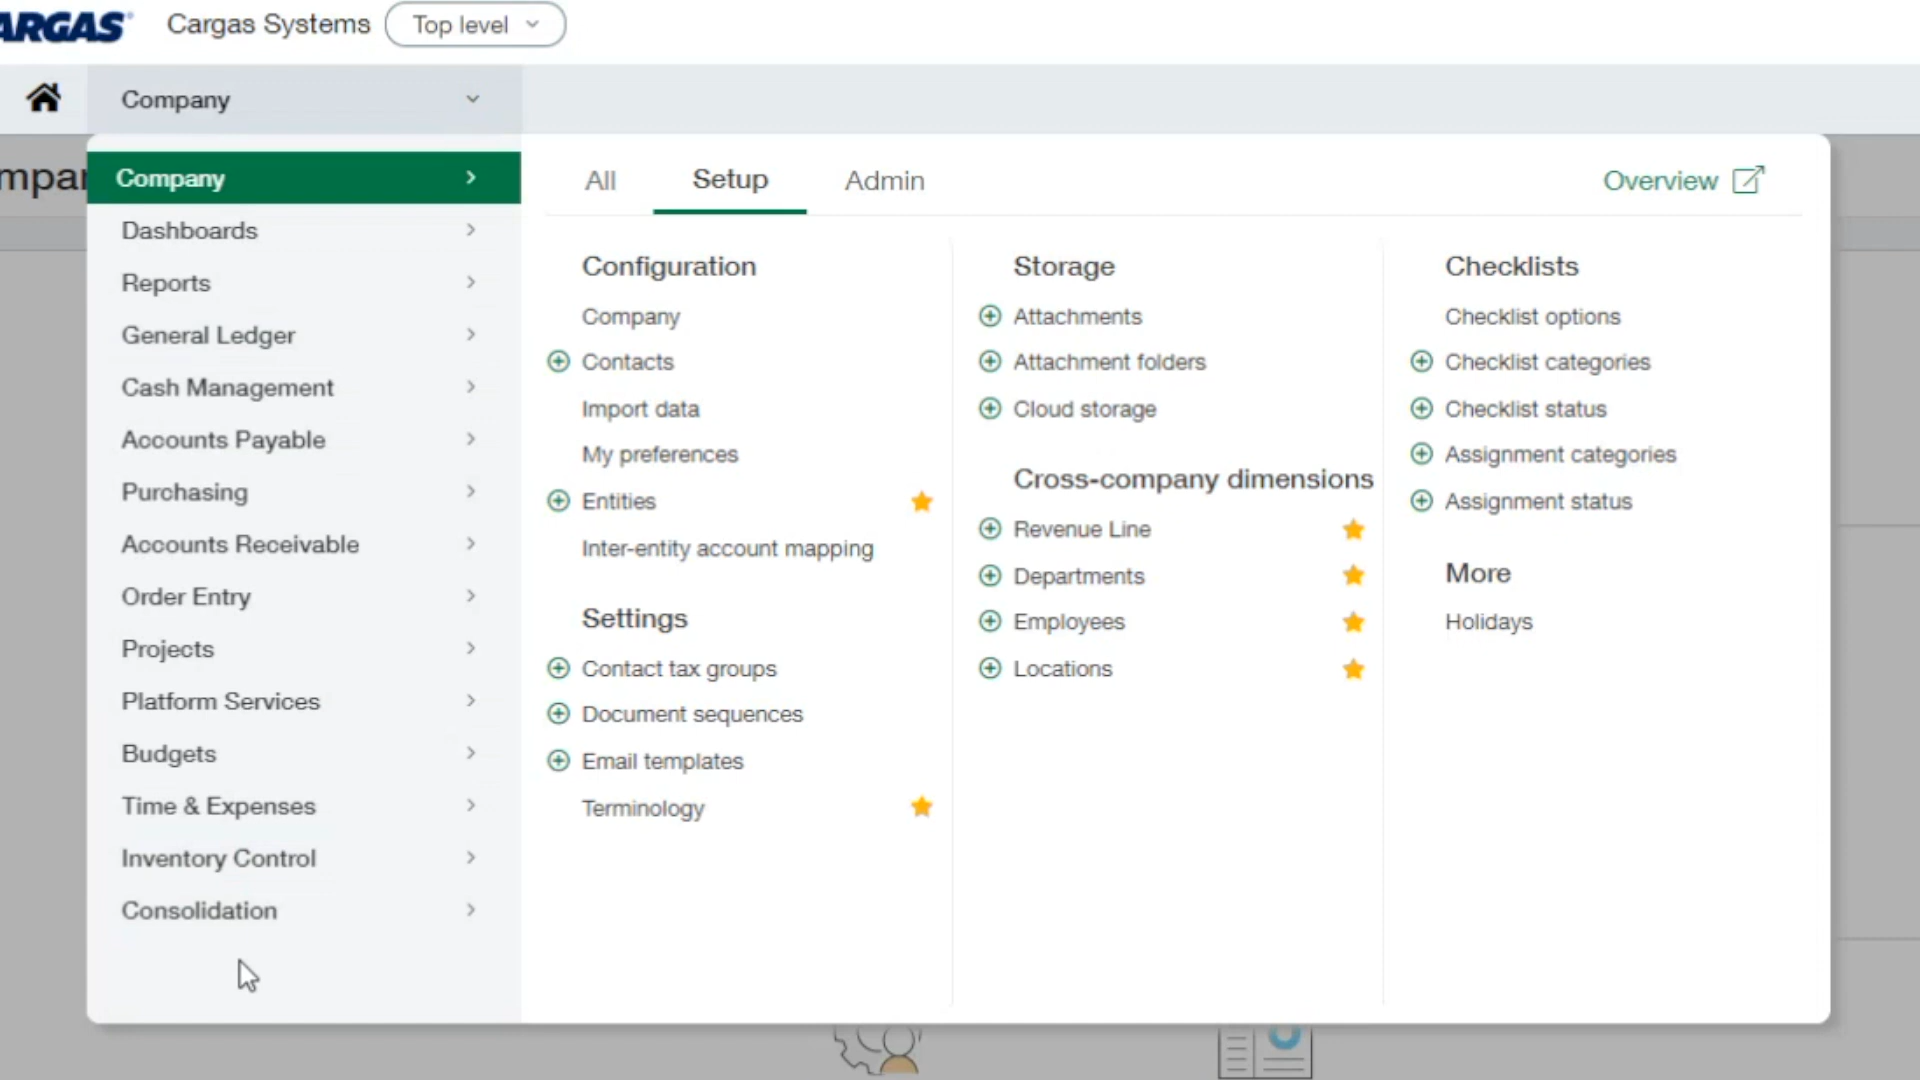 CARGAS
Cargas Systems
Top level
Company
Company
Dashboards
Reports
General Ledger
Cash Management
Accounts Payable
Purchasing
Accounts Receivable
Order Entry
Projects
Platform Services
Budgets
Time & Expenses
Inventory Control
Consolidation
All
Setup
Admin
Overview
Configuration
Company
Contacts
Import data
My preferences
Entities
Inter-entity account mapping
Settings
Contact tax groups
Document sequences
Email templates
Terminology
Storage
Attachments
Attachment folders
Cloud storage
Cross-company dimensions
Revenue Line
Departments
Employees
Locations
Checklists
Checklist options
Checklist categories
Checklist status
Assignment categories
Assignment status
More
Holidays